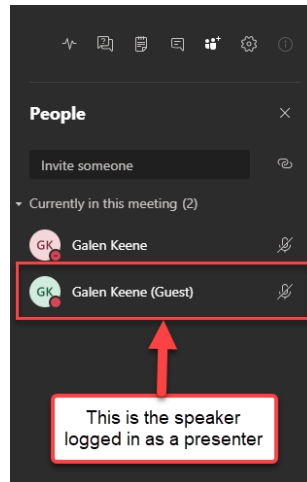 People
Invite someone
Currently in this meeting (2)
GK Galen Keene
GK Galen Keene (Guest)
This is the speaker
logged in as a presenter